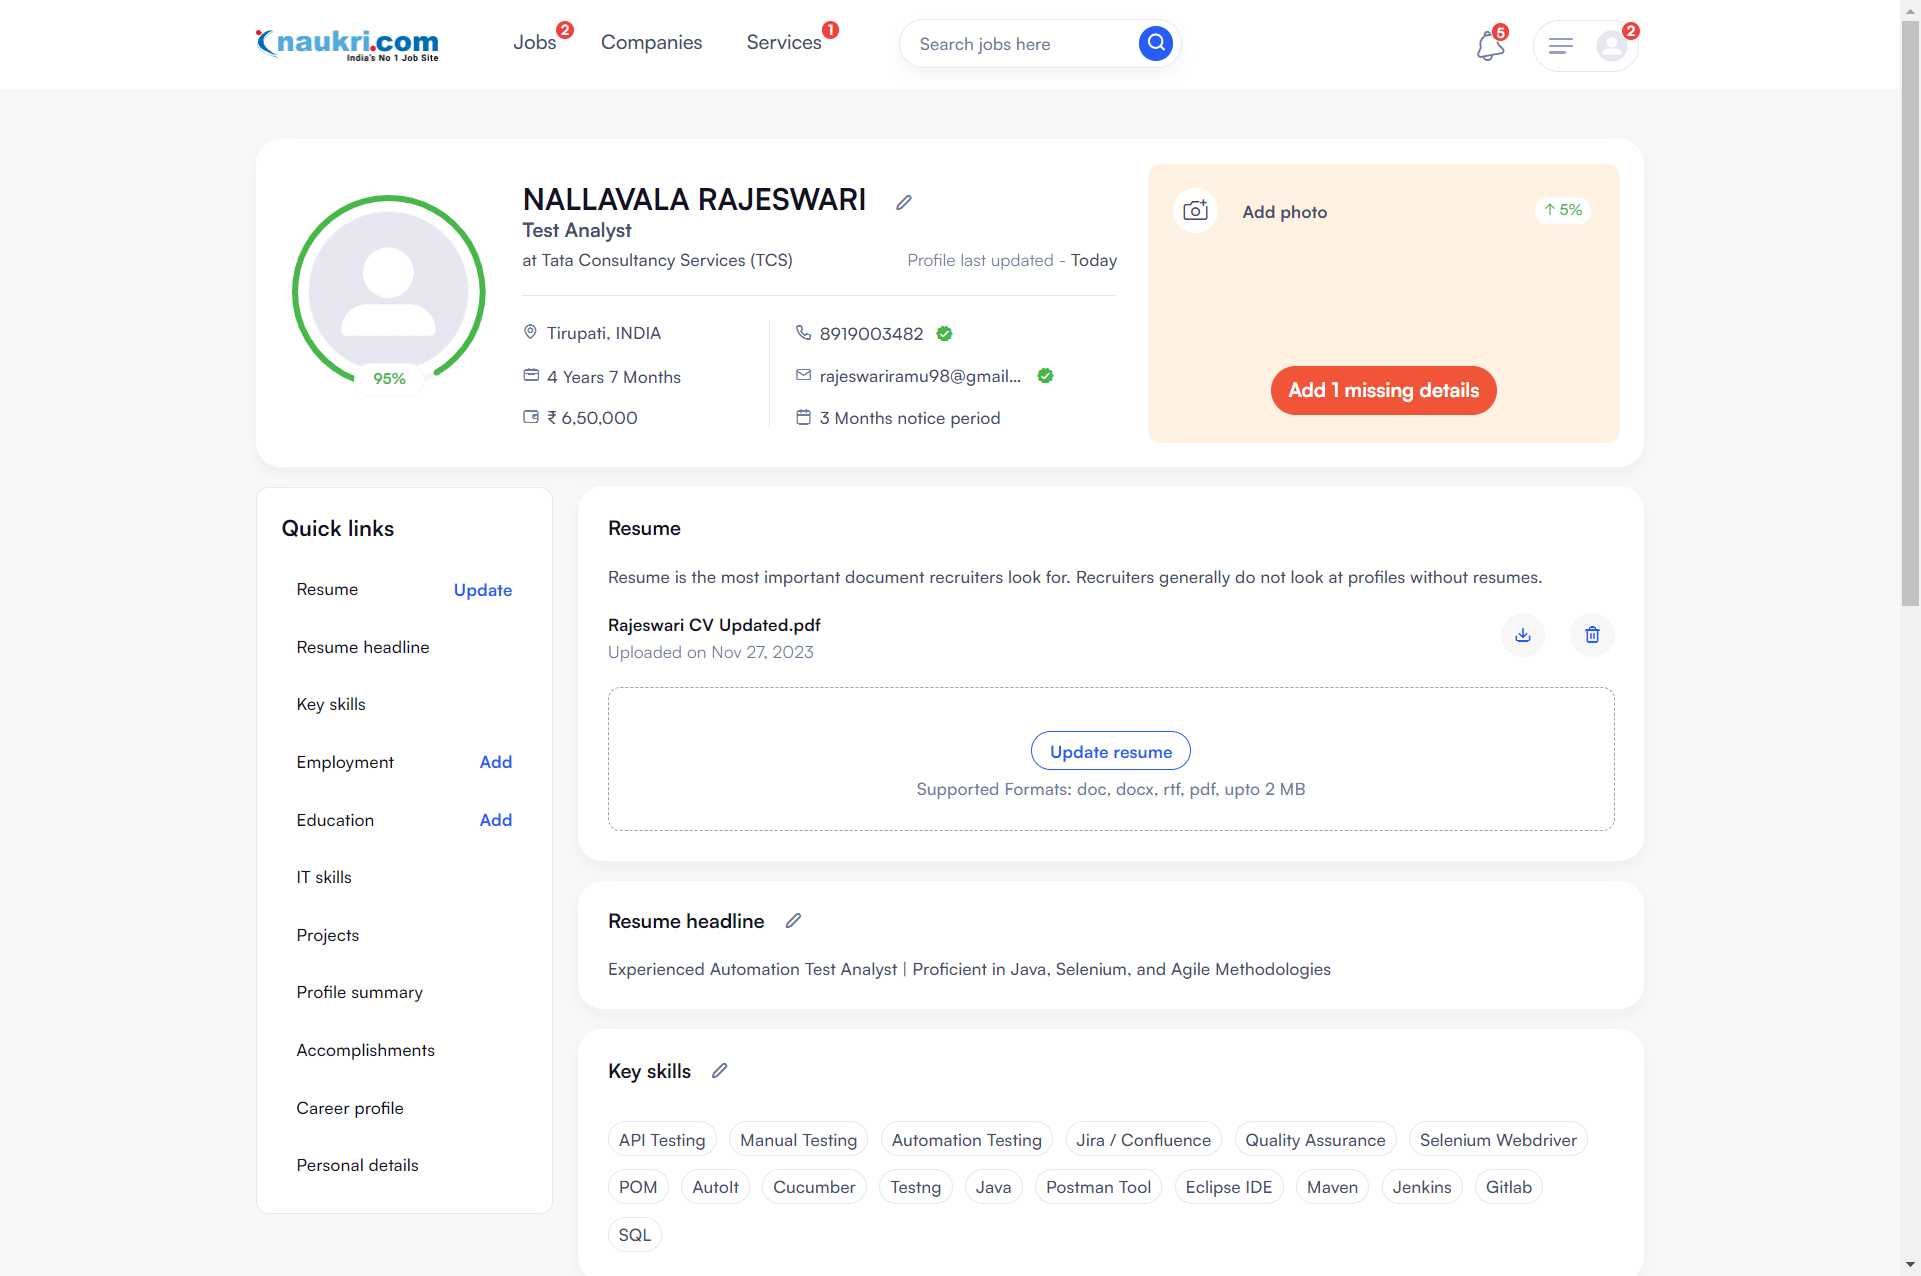 naukri.com
India's No 1 Job Site
Jobs 2
Companies
Services 1
Search jobs here
5
2
NALLAVALA RAJESWARI
Test Analyst
at Tata Consultancy Services (TCS)
Profile last updated - Today
95%
Tirupati, INDIA
4 Years 7 Months
₹ 6,50,000
8919003482
rajeswariramu98@gmail...
3 Months notice period
Add photo
↑ 5%
Add 1 missing details
Quick links
Resume Update
Resume headline
Key skills
Employment Add
Education Add
IT skills
Projects
Profile summary
Accomplishments
Career profile
Personal details
Resume
Resume is the most important document recruiters look for. Recruiters generally do not look at profiles without resumes.
Rajeswari CV Updated.pdf
Uploaded on Nov 27, 2023
Update resume
Supported Formats: doc, docx, rtf, pdf, upto 2 MB
Resume headline
Experienced Automation Test Analyst | Proficient in Java, Selenium, and Agile Methodologies
Key skills
API Testing Manual Testing Automation Testing Jira / Confluence Quality Assurance Selenium Webdriver
POM AutoIt Cucumber Testng Java Postman Tool Eclipse IDE Maven Jenkins Gitlab
SQL